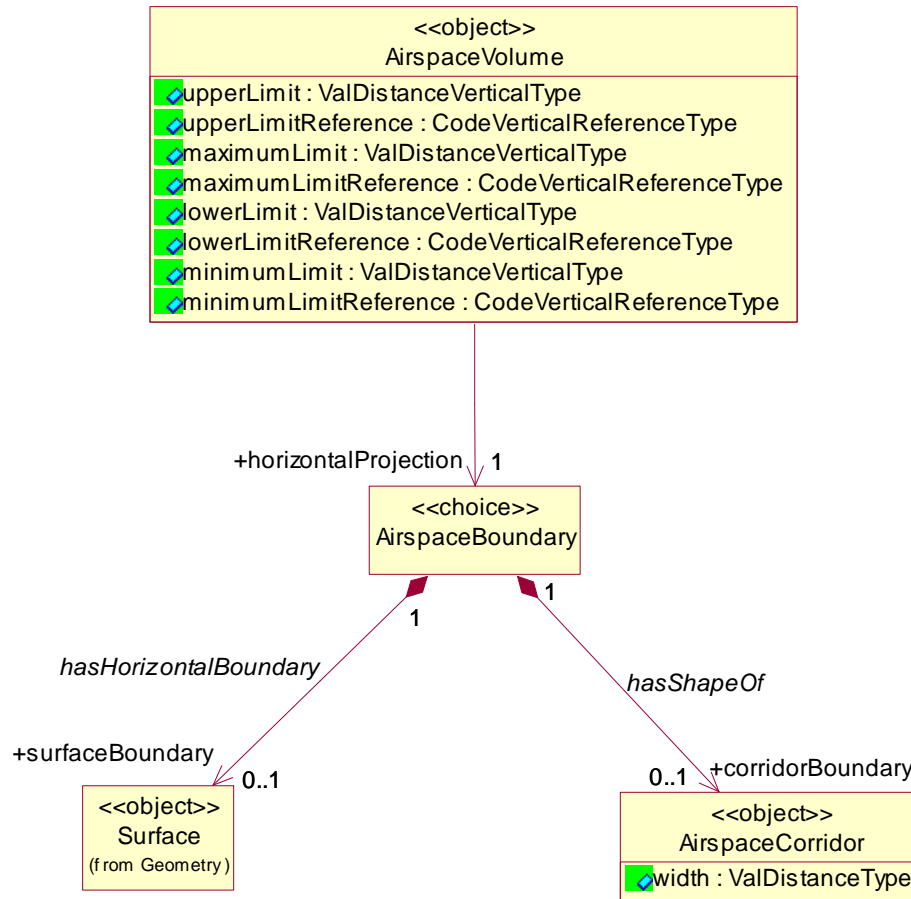 <<object>>
AirspaceVolume
upperLimit : ValDistanceVerticalType
upperLimitReference : CodeVerticalReferenceType
maximumLimit : ValDistanceVerticalType
maximumLimitReference : CodeVerticalReferenceType
lowerLimit : ValDistanceVerticalType
lowerLimitReference : CodeVerticalReferenceType
minimumLimit : ValDistanceVerticalType
minimumLimitReference : CodeVerticalReferenceType
+horizontalProjection 1
<<choice>>
AirspaceBoundary
1 1
hasHorizontalBoundary
hasShapeOf
+surfaceBoundary
0..1
0..1 +corridorBoundary
<<object>>
Surface
(from Geometry)
<<object>>
AirspaceCorridor
width : ValDistanceType